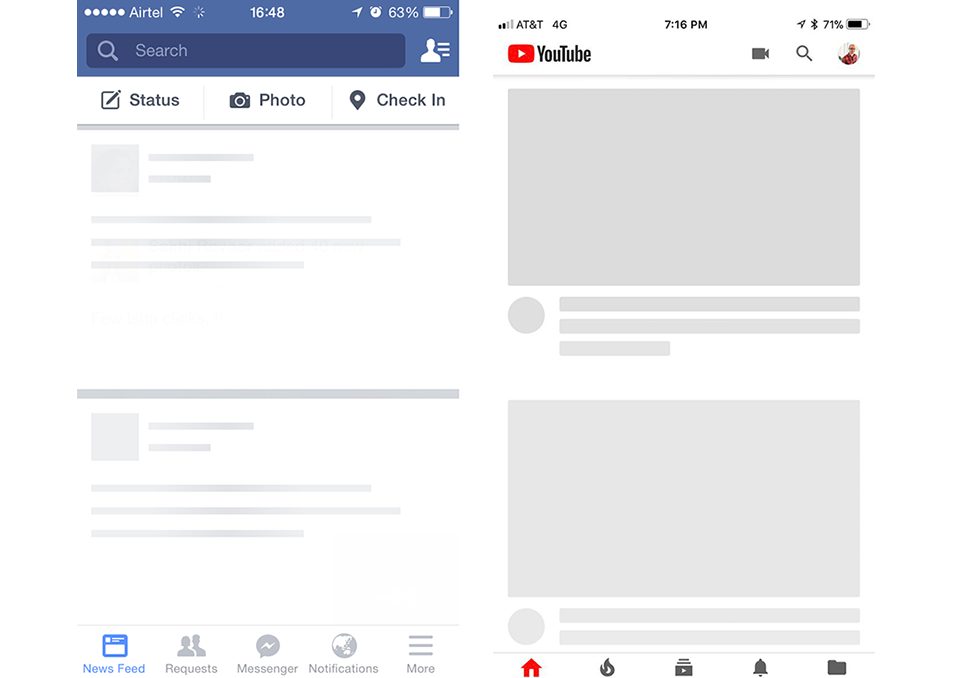 Airtel 16:48 63%
Search
Status Photo Check In
News Feed Requests Messenger Notifications More
AT&T 4G 7:16 PM 71%
YouTube